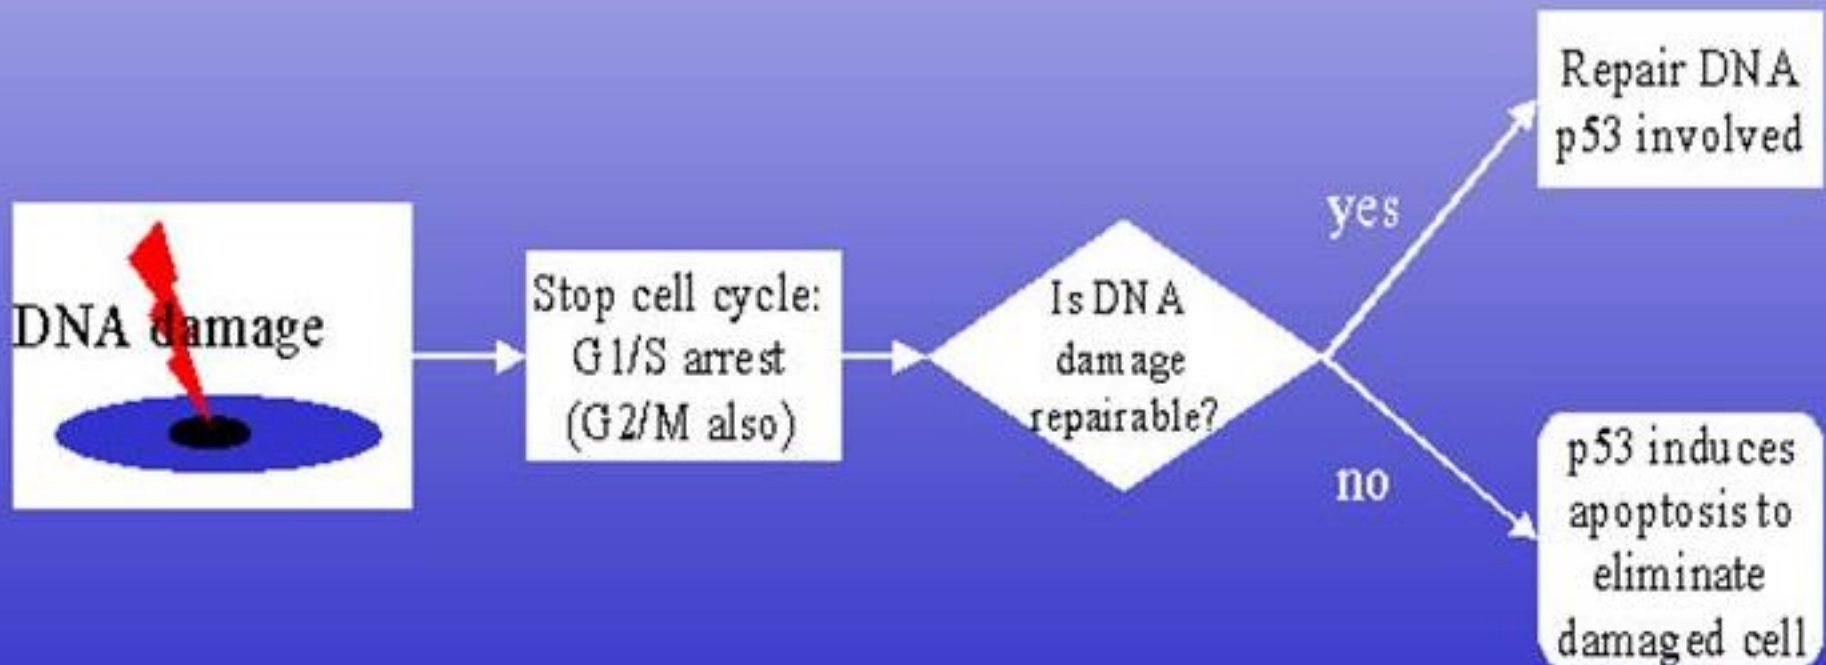 DNA damage
Stop cell cycle:
G1/S arrest
(G2/M also)
Is DNA
damage
repairable?
yes
Repair DNA
p53 involved
no
p53 induces
apoptosis to
eliminate
damaged cell